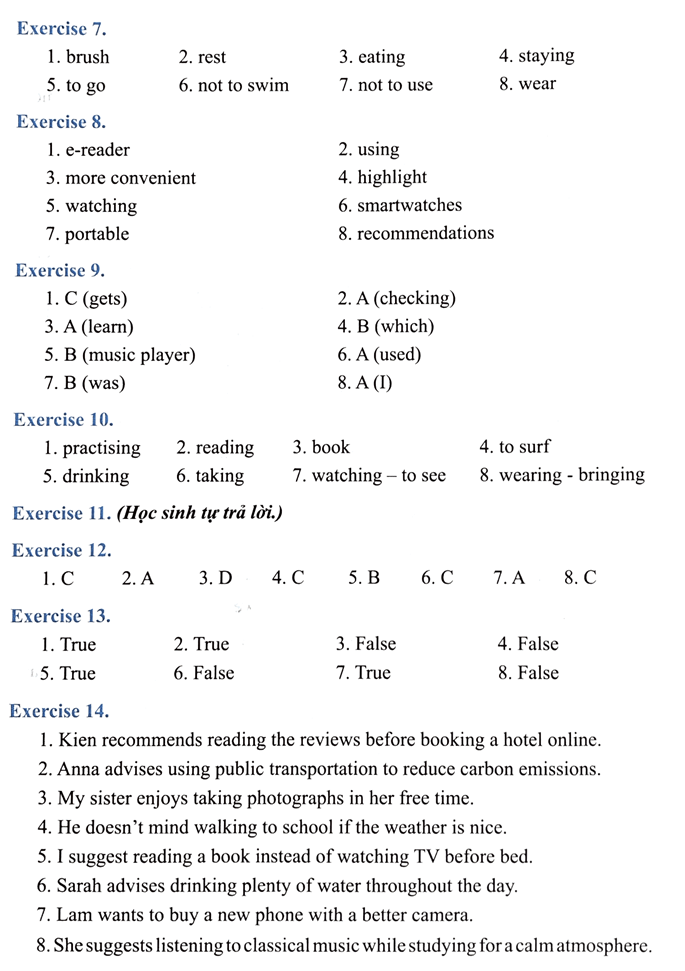 Exercise 7.
1. brush 2. rest 3. eating 4. staying
5. to go 6. not to swim 7. not to use 8. wear
Exercise 8.
1. e-reader 2. using
3. more convenient 4. highlight
5. watching 6. smartwatches
7. portable 8. recommendations
Exercise 9.
1. C (gets) 2. A (checking)
3. A (learn) 4. B (which)
5. B (music player) 6. A (used)
7. B (was) 8. A (I)
Exercise 10.
1. practising 2. reading 3. book 4. to surf
5. drinking 6. taking 7. watching – to see 8. wearing - bringing
Exercise 11. (Học sinh tự trả lời.)
Exercise 12.
1. C 2. A 3. D 4. C 5. B 6. C 7. A 8. C
Exercise 13.
1. True 2. True 3. False 4. False
5. True 6. False 7. True 8. False
Exercise 14.
1. Kien recommends reading the reviews before booking a hotel online.
2. Anna advises using public transportation to reduce carbon emissions.
3. My sister enjoys taking photographs in her free time.
4. He doesn't mind walking to school if the weather is nice.
5. I suggest reading a book instead of watching TV before bed.
6. Sarah advises drinking plenty of water throughout the day.
7. Lam wants to buy a new phone with a better camera.
8. She suggests listening to classical music while studying for a calm atmosphere.